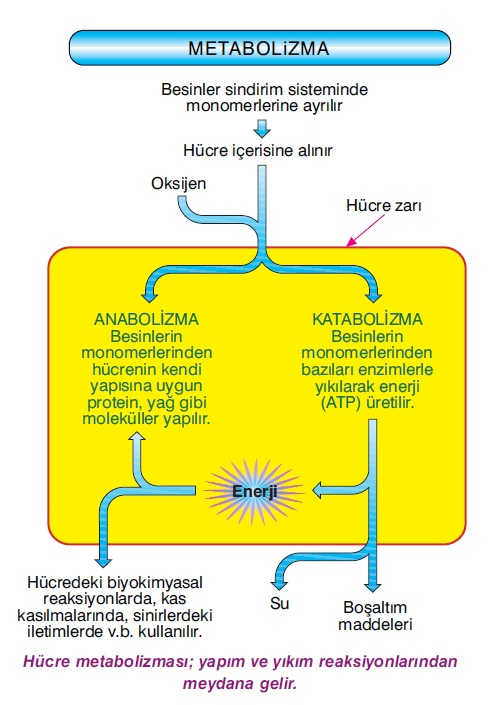 METABOLiZMA
Besinler sindirim sisteminde
monomerlerine ayrılır
Hücre içerisine alınır
Oksijen
Hücre zarı
ANABOLİZMA
Besinlerin
monomerlerinden
hücrenin kendi
yapısına uygun
protein, yağ gibi
moleküller yapılır.
KATABOLİZMA
Besinlerin
monomerlerinden
bazıları enzimlerle
yıkılarak enerji
(ATP) üretilir.
Enerji
Hücredeki biyokimyasal
reaksiyonlarda, kas
kasılmalarında, sinirlerdeki
iletimlerde v.b. kullanılır.
Su
Boşaltım
maddeleri
Hücre metabolizması; yapım ve yıkım reaksiyonlarından
meydana gelir.